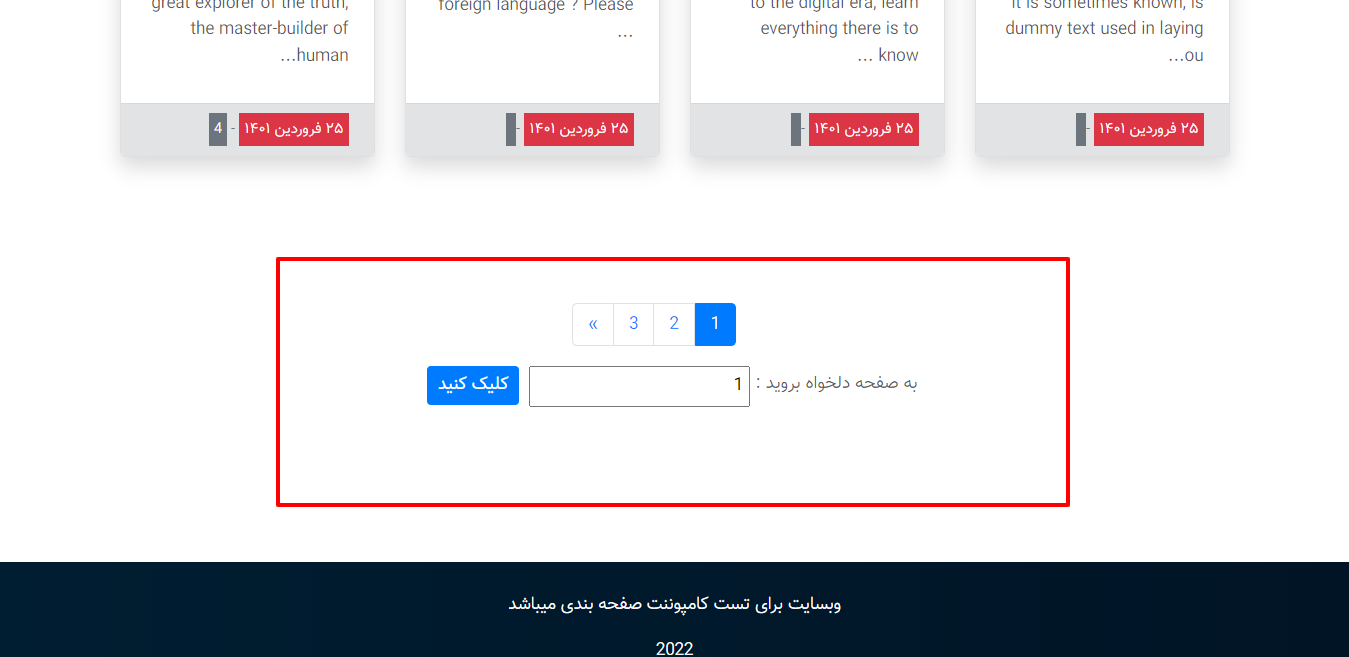 it is sometimes known, is
dummy text used in laying
...ou
۲۵ فروردین ۱۴۰۱ -
to the digital era, learn
everything there is to
... know
۲۵ فروردین ۱۴۰۱ -
foreign language ? Please
...
۲۵ فروردین ۱۴۰۱ -
great explorer of the truth,
the master-builder of
...human
۲۵ فروردین ۱۴۰۱ - 4
1 2 3 »
به صفحه دلخواه بروید : 1 کلیک کنید
وبسایت برای تست کامپوننت صفحه بندی میباشد
2022